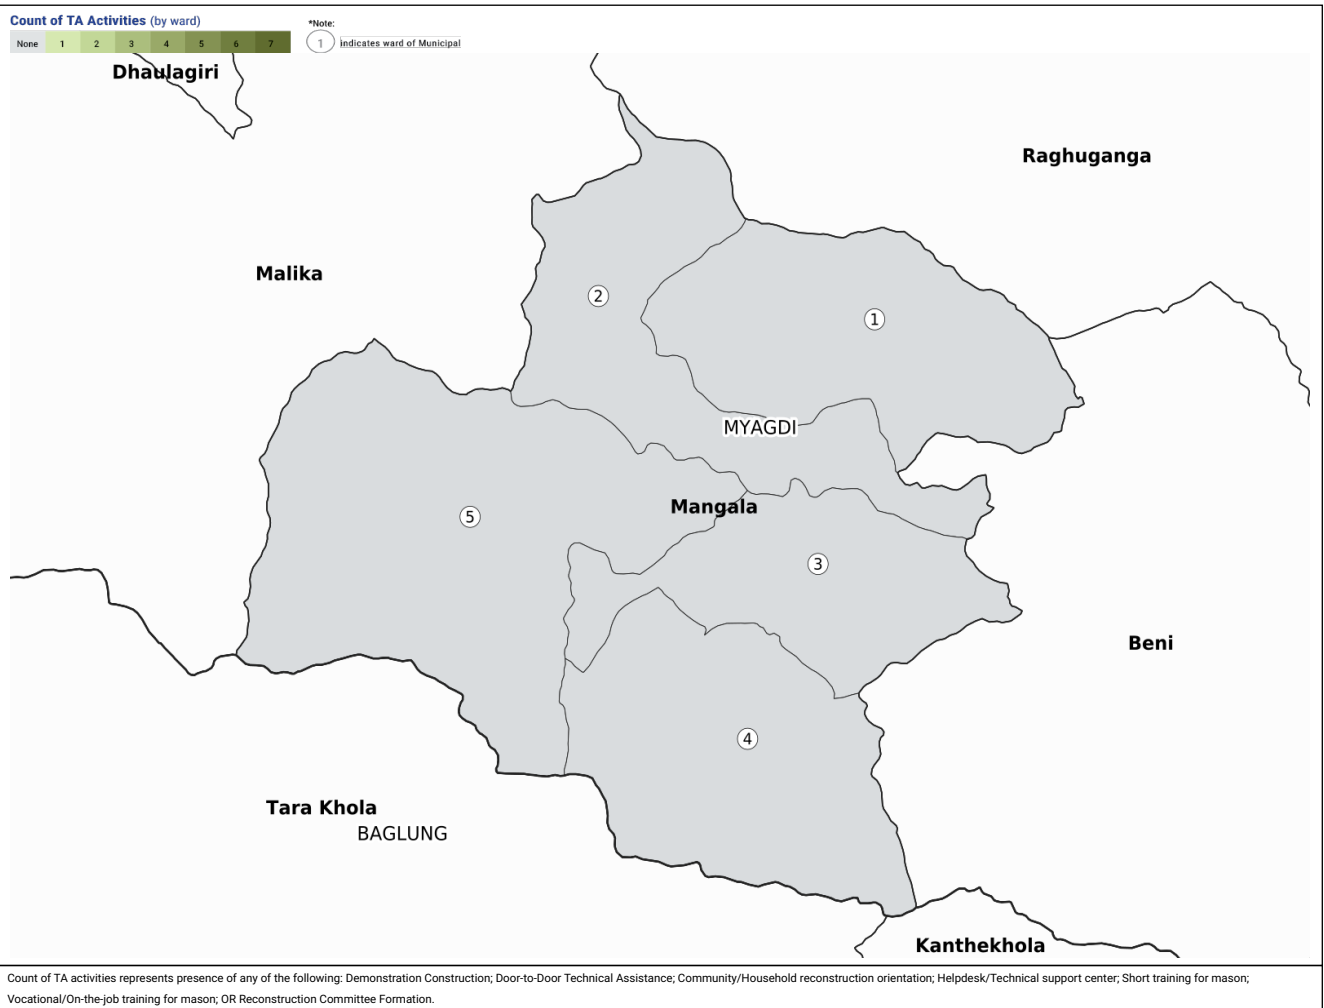 Count of TA Activities (by ward)
None 1 2 3 4 5 6 7
*Note:
1 indicates ward of Municipal
Dhaulagiri
Raghuganga
Malika
2
1
MYAGDI
Mangala
5
3
Beni
4
Tara Khola
BAGLUNG
Kanthekhola
Count of TA activities represents presence of any of the following: Demonstration Construction; Door-to-Door Technical Assistance; Community/Household reconstruction orientation; Helpdesk/Technical support center; Short training for mason;
Vocational/On-the-job training for mason; OR Reconstruction Committee Formation.